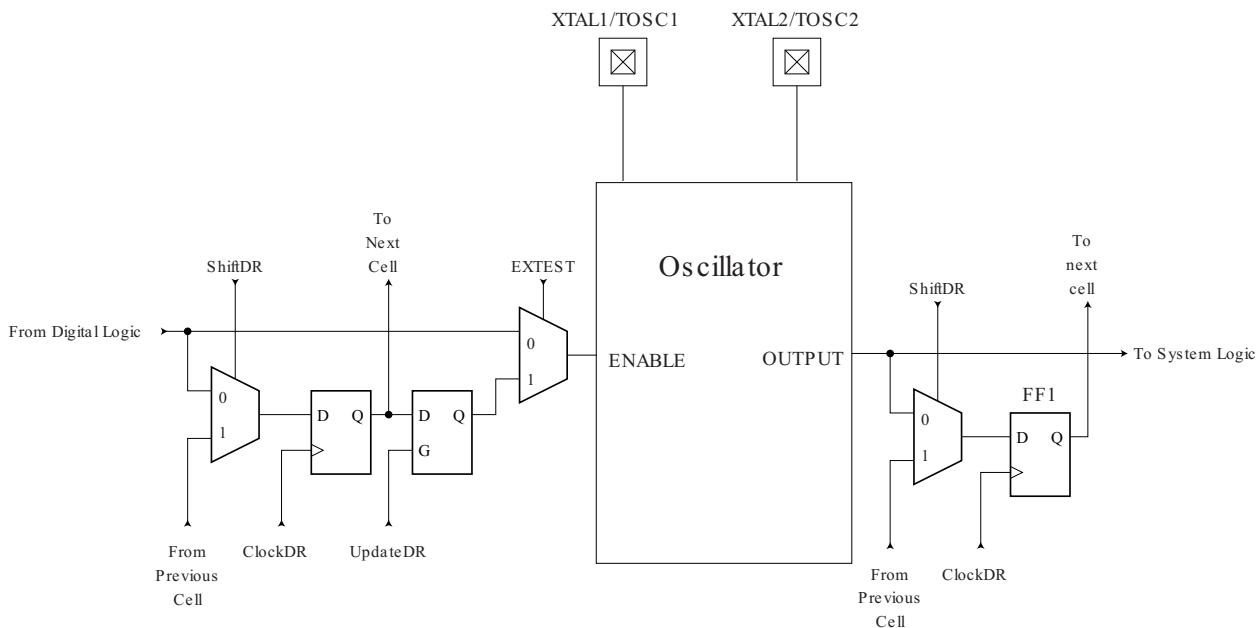 XTAL1/TOSC1
XTAL2/TOSC2
To
Next
Cell
ShiftDR
EXTEST
Oscillator
To
next
cell
ShiftDR
From Digital Logic
0
1
ENABLE
OUTPUT
To System Logic
0
1
D
Q
D
Q
G
FF1
0
1
D
Q
From
Previous
Cell
ClockDR
UpdateDR
From
Previous
Cell
ClockDR